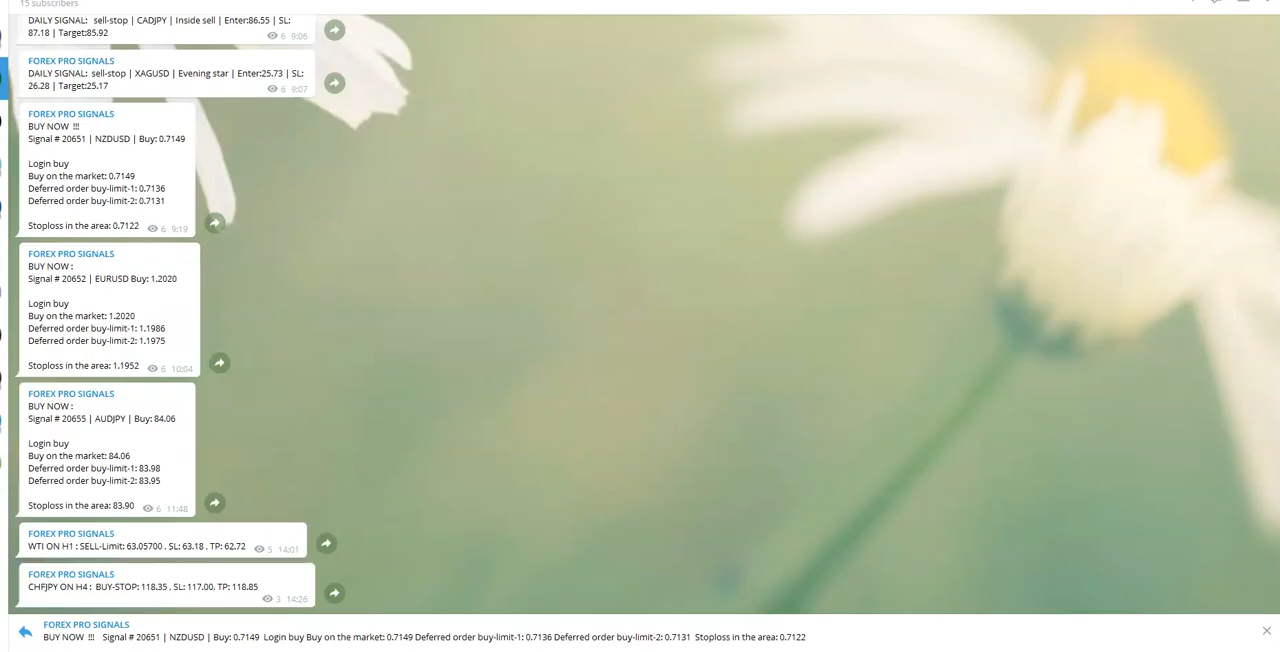 15 subscribers
DAILY SIGNAL: sell-stop | CADJPY | Inside sell | Enter:86.55 | SL:
87.18 | Target:85.92
6 9:06
FOREX PRO SIGNALS
DAILY SIGNAL: sell-stop | XAGUSD | Evening star | Enter:25.73 | SL:
26.28 | Target:25.17
6 9:07
FOREX PRO SIGNALS
BUY NOW !!!
Signal # 20651 | NZDUSD | Buy: 0.7149
Login buy
Buy on the market: 0.7149
Deferred order buy-limit-1: 0.7136
Deferred order buy-limit-2: 0.7131
Stoploss in the area: 0.7122 6 9:19
FOREX PRO SIGNALS
BUY NOW :
Signal # 20652 | EURUSD Buy: 1.2020
Login buy
Buy on the market: 1.2020
Deferred order buy-limit-1: 1.1986
Deferred order buy-limit-2: 1.1975
Stoploss in the area: 1.1952 6 10:04
FOREX PRO SIGNALS
BUY NOW :
Signal # 20655 | AUDJPY | Buy: 84.06
Login buy
Buy on the market: 84.06
Deferred order buy-limit-1: 83.98
Deferred order buy-limit-2: 83.95
Stoploss in the area: 83.90 6 11:48
FOREX PRO SIGNALS
WTI ON H1 : SELL-Limit: 63.05700 , SL: 63.18 , TP: 62.72 5 14:01
FOREX PRO SIGNALS
CHFJPY ON H4 : BUY-STOP: 118.35 , SL: 117.00, TP: 118.85
3 14:26
FOREX PRO SIGNALS
BUY NOW !!! Signal # 20651 | NZDUSD | Buy: 0.7149 Login buy Buy on the market: 0.7149 Deferred order buy-limit-1: 0.7136 Deferred order buy-limit-2: 0.7131 Stoploss in the area: 0.7122